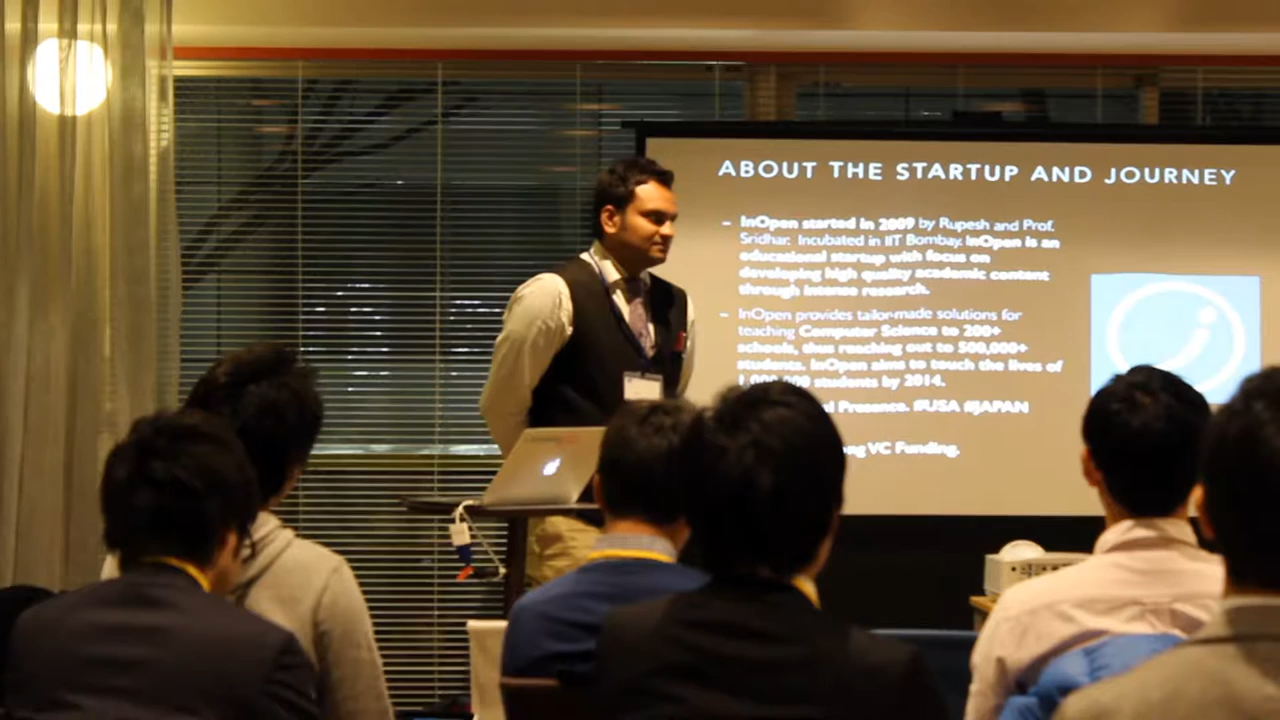 ABOUT THE STARTUP AND JOURNEY
– InOpen started in 2009 by Rupesh and Prof.
Sridhar. Incubated in IIT Bombay. InOpen is an
educational startup with focus on
developing high quality academic content
through intense research.
– InOpen provides tailor-made solutions for
teaching Computer Science to 200+
schools, thus reaching out to 500,000+
students. InOpen aims to touch the lives of
1,000,000 students by 2014.
Presence. #USA #JAPAN
VC Funding.